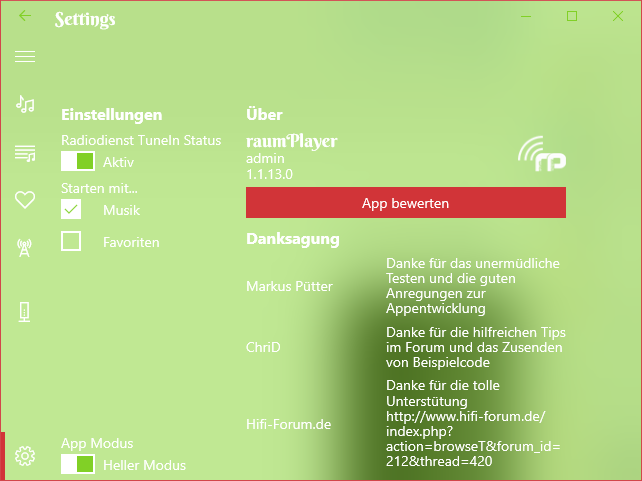 Settings
Einstellungen
Radiodienst TuneIn Status
Aktiv
Starten mit...
Musik
Favoriten
App Modus
Heller Modus
Über
raumPlayer
admin
1.1.13.0
rp
App bewerten
Danksagung
Markus Pütter
Danke für das unermüdliche
Testen und die guten
Anregungen zur
Appentwicklung
ChriD
Danke für die hilfreichen Tips
im Forum und das Zusenden
von Beispielcode
Hifi-Forum.de
Danke für die tolle
Unterstütung
http://www.hifi-forum.de/
index.php?
action=browseT&forum_id=
212&thread=420